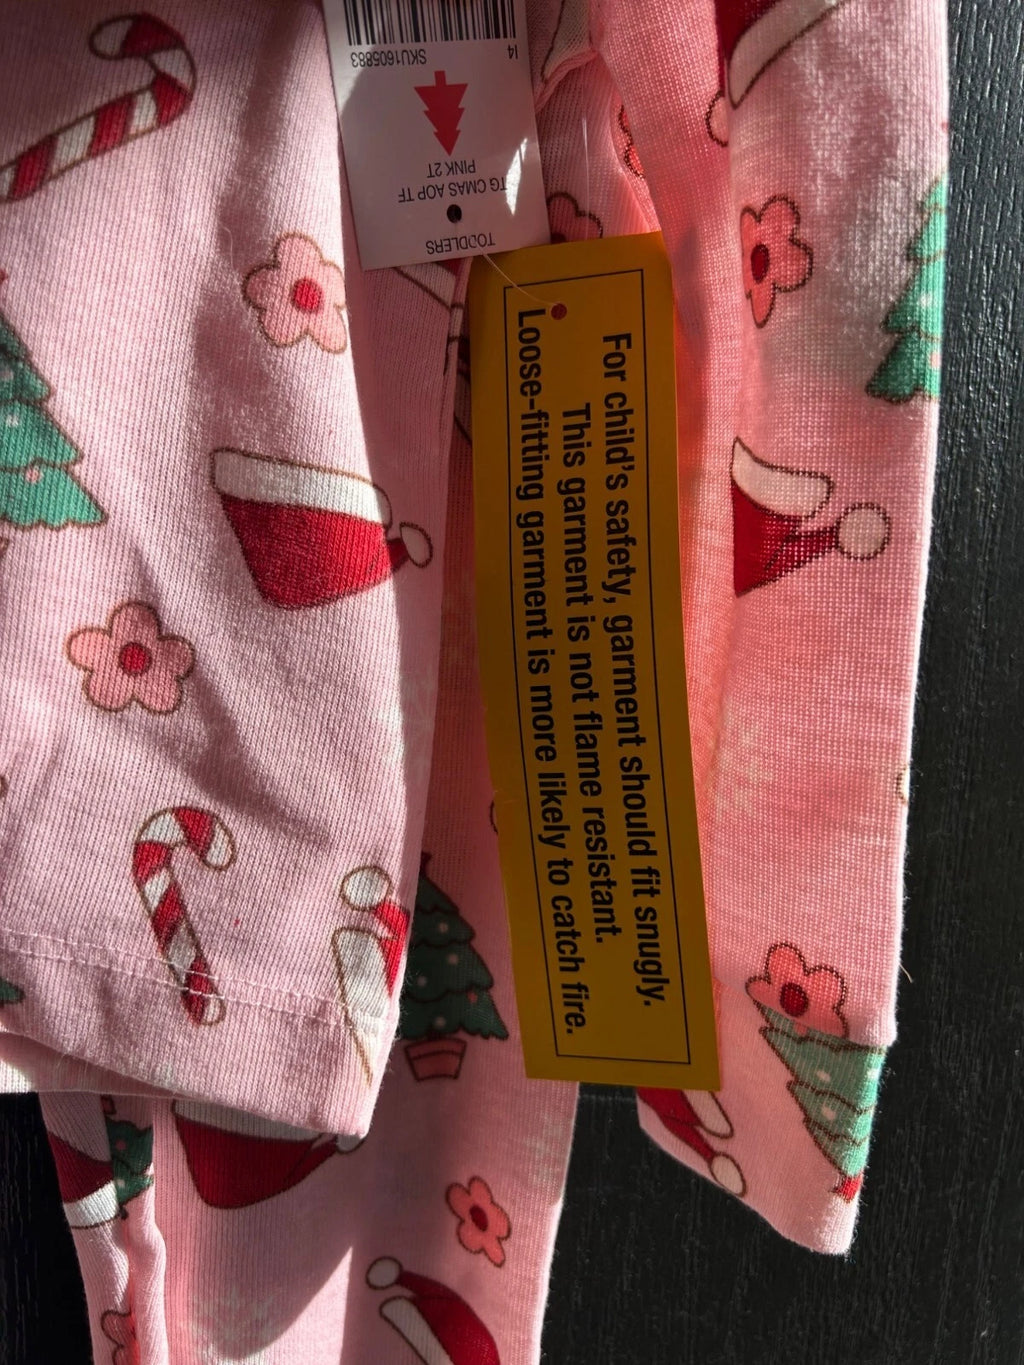 TODDLERS
TG CMAS AOP TF
PINK 2T
SKU1605883
I4
For child's safety, garment should fit snugly.
This garment is not flame resistant.
Loose-fitting garment is more likely to catch fire.